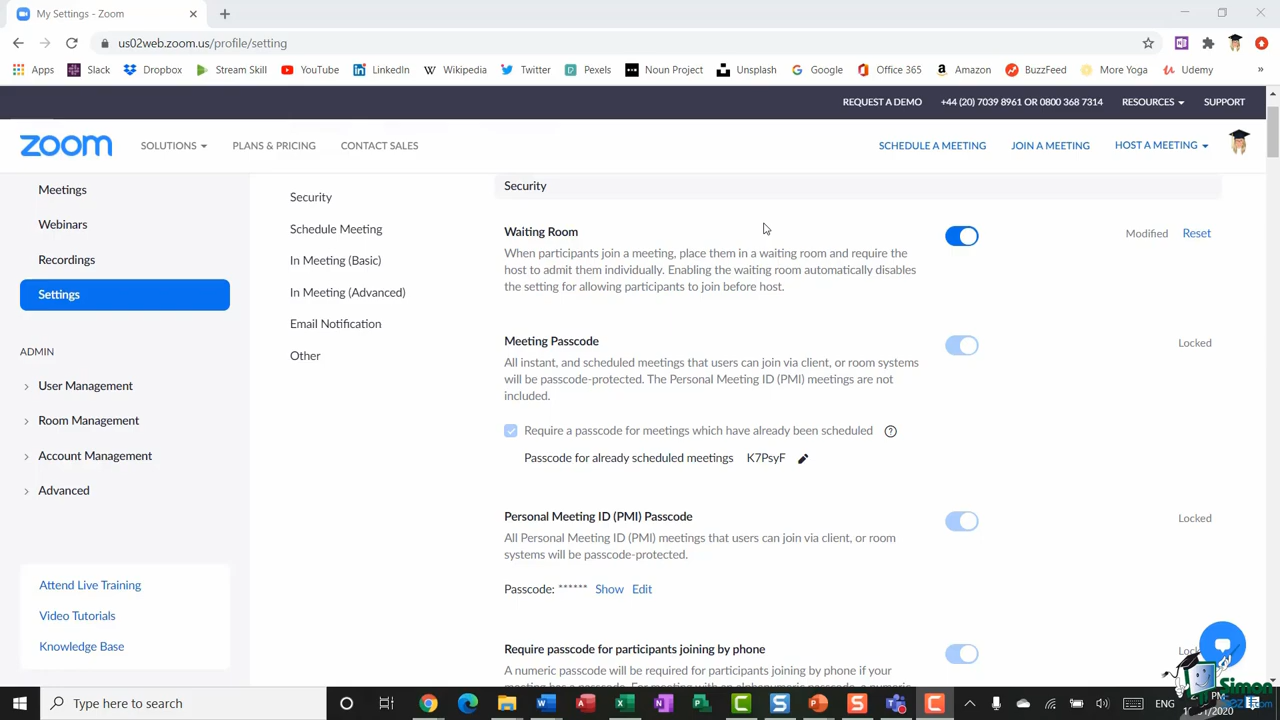 My Settings - Zoom
us02web.zoom.us/profile/setting
Apps Slack Dropbox Stream Skill YouTube LinkedIn Wikipedia Twitter Pexels Noun Project Unsplash Google Office 365 Amazon BuzzFeed More Yoga Udemy »
REQUEST A DEMO +44 (20) 7039 8961 OR 0800 368 7314 RESOURCES SUPPORT
zoom SOLUTIONS PLANS & PRICING CONTACT SALES SCHEDULE A MEETING JOIN A MEETING HOST A MEETING
Meetings
Webinars
Recordings
Settings
ADMIN
User Management
Room Management
Account Management
Advanced
Attend Live Training
Video Tutorials
Knowledge Base
Security
Schedule Meeting
In Meeting (Basic)
In Meeting (Advanced)
Email Notification
Other
Security
Waiting Room
Modified Reset
When participants join a meeting, place them in a waiting room and require the
host to admit them individually. Enabling the waiting room automatically disables
the setting for allowing participants to join before host.
Meeting Passcode
Locked
All instant, and scheduled meetings that users can join via client, or room systems
will be passcode-protected. The Personal Meeting ID (PMI) meetings are not
included.
Require a passcode for meetings which have already been scheduled
Passcode for already scheduled meetings K7PsyF
Personal Meeting ID (PMI) Passcode
Locked
All Personal Meeting ID (PMI) meetings that users can join via client, or room
systems will be passcode-protected.
Passcode: ****** Show Edit
Require passcode for participants joining by phone
A numeric passcode will be required for participants joining by phone if your
Type here to search
ENG
Simon